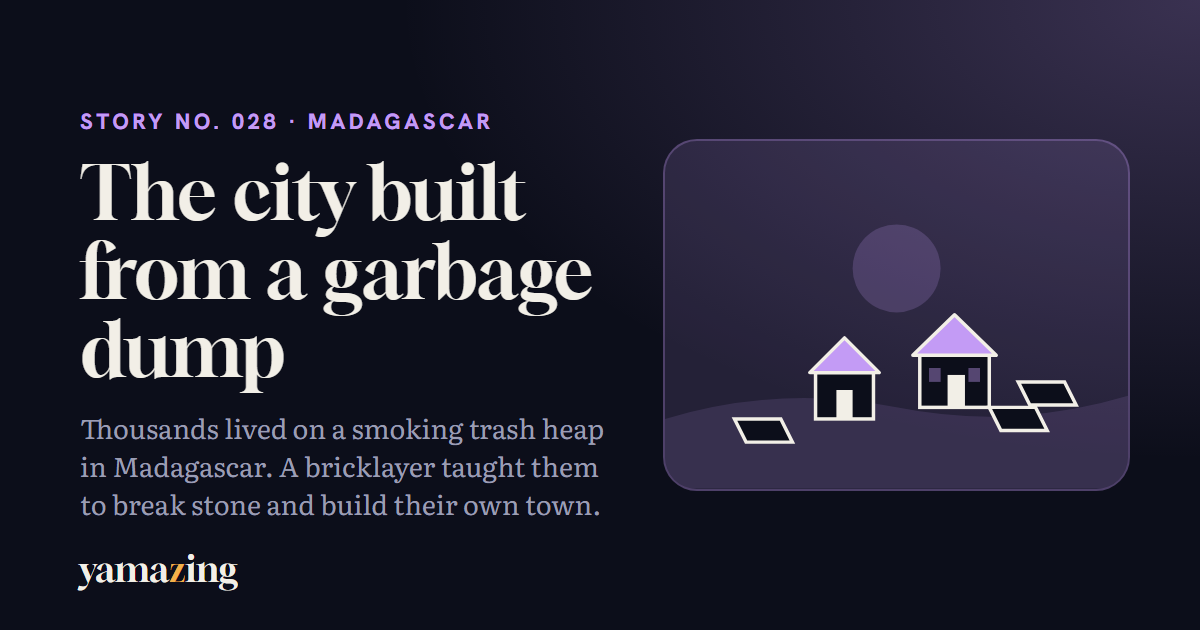 STORY NO. 028 · MADAGASCAR
The city built
from a garbage
dump
Thousands lived on a smoking trash heap
in Madagascar. A bricklayer taught them
to break stone and build their own town.
yamazing